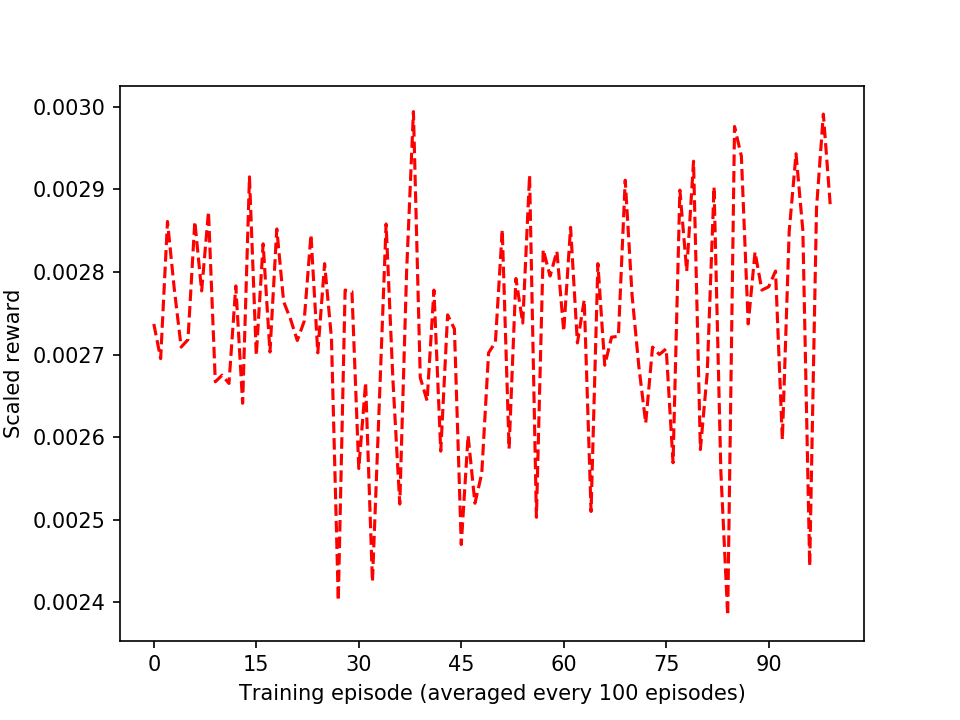 0.0030
0.0029
0.0028
0.0027
0.0026
0.0025
0.0024
Scaled reward
0 15 30 45 60 75 90
Training episode (averaged every 100 episodes)